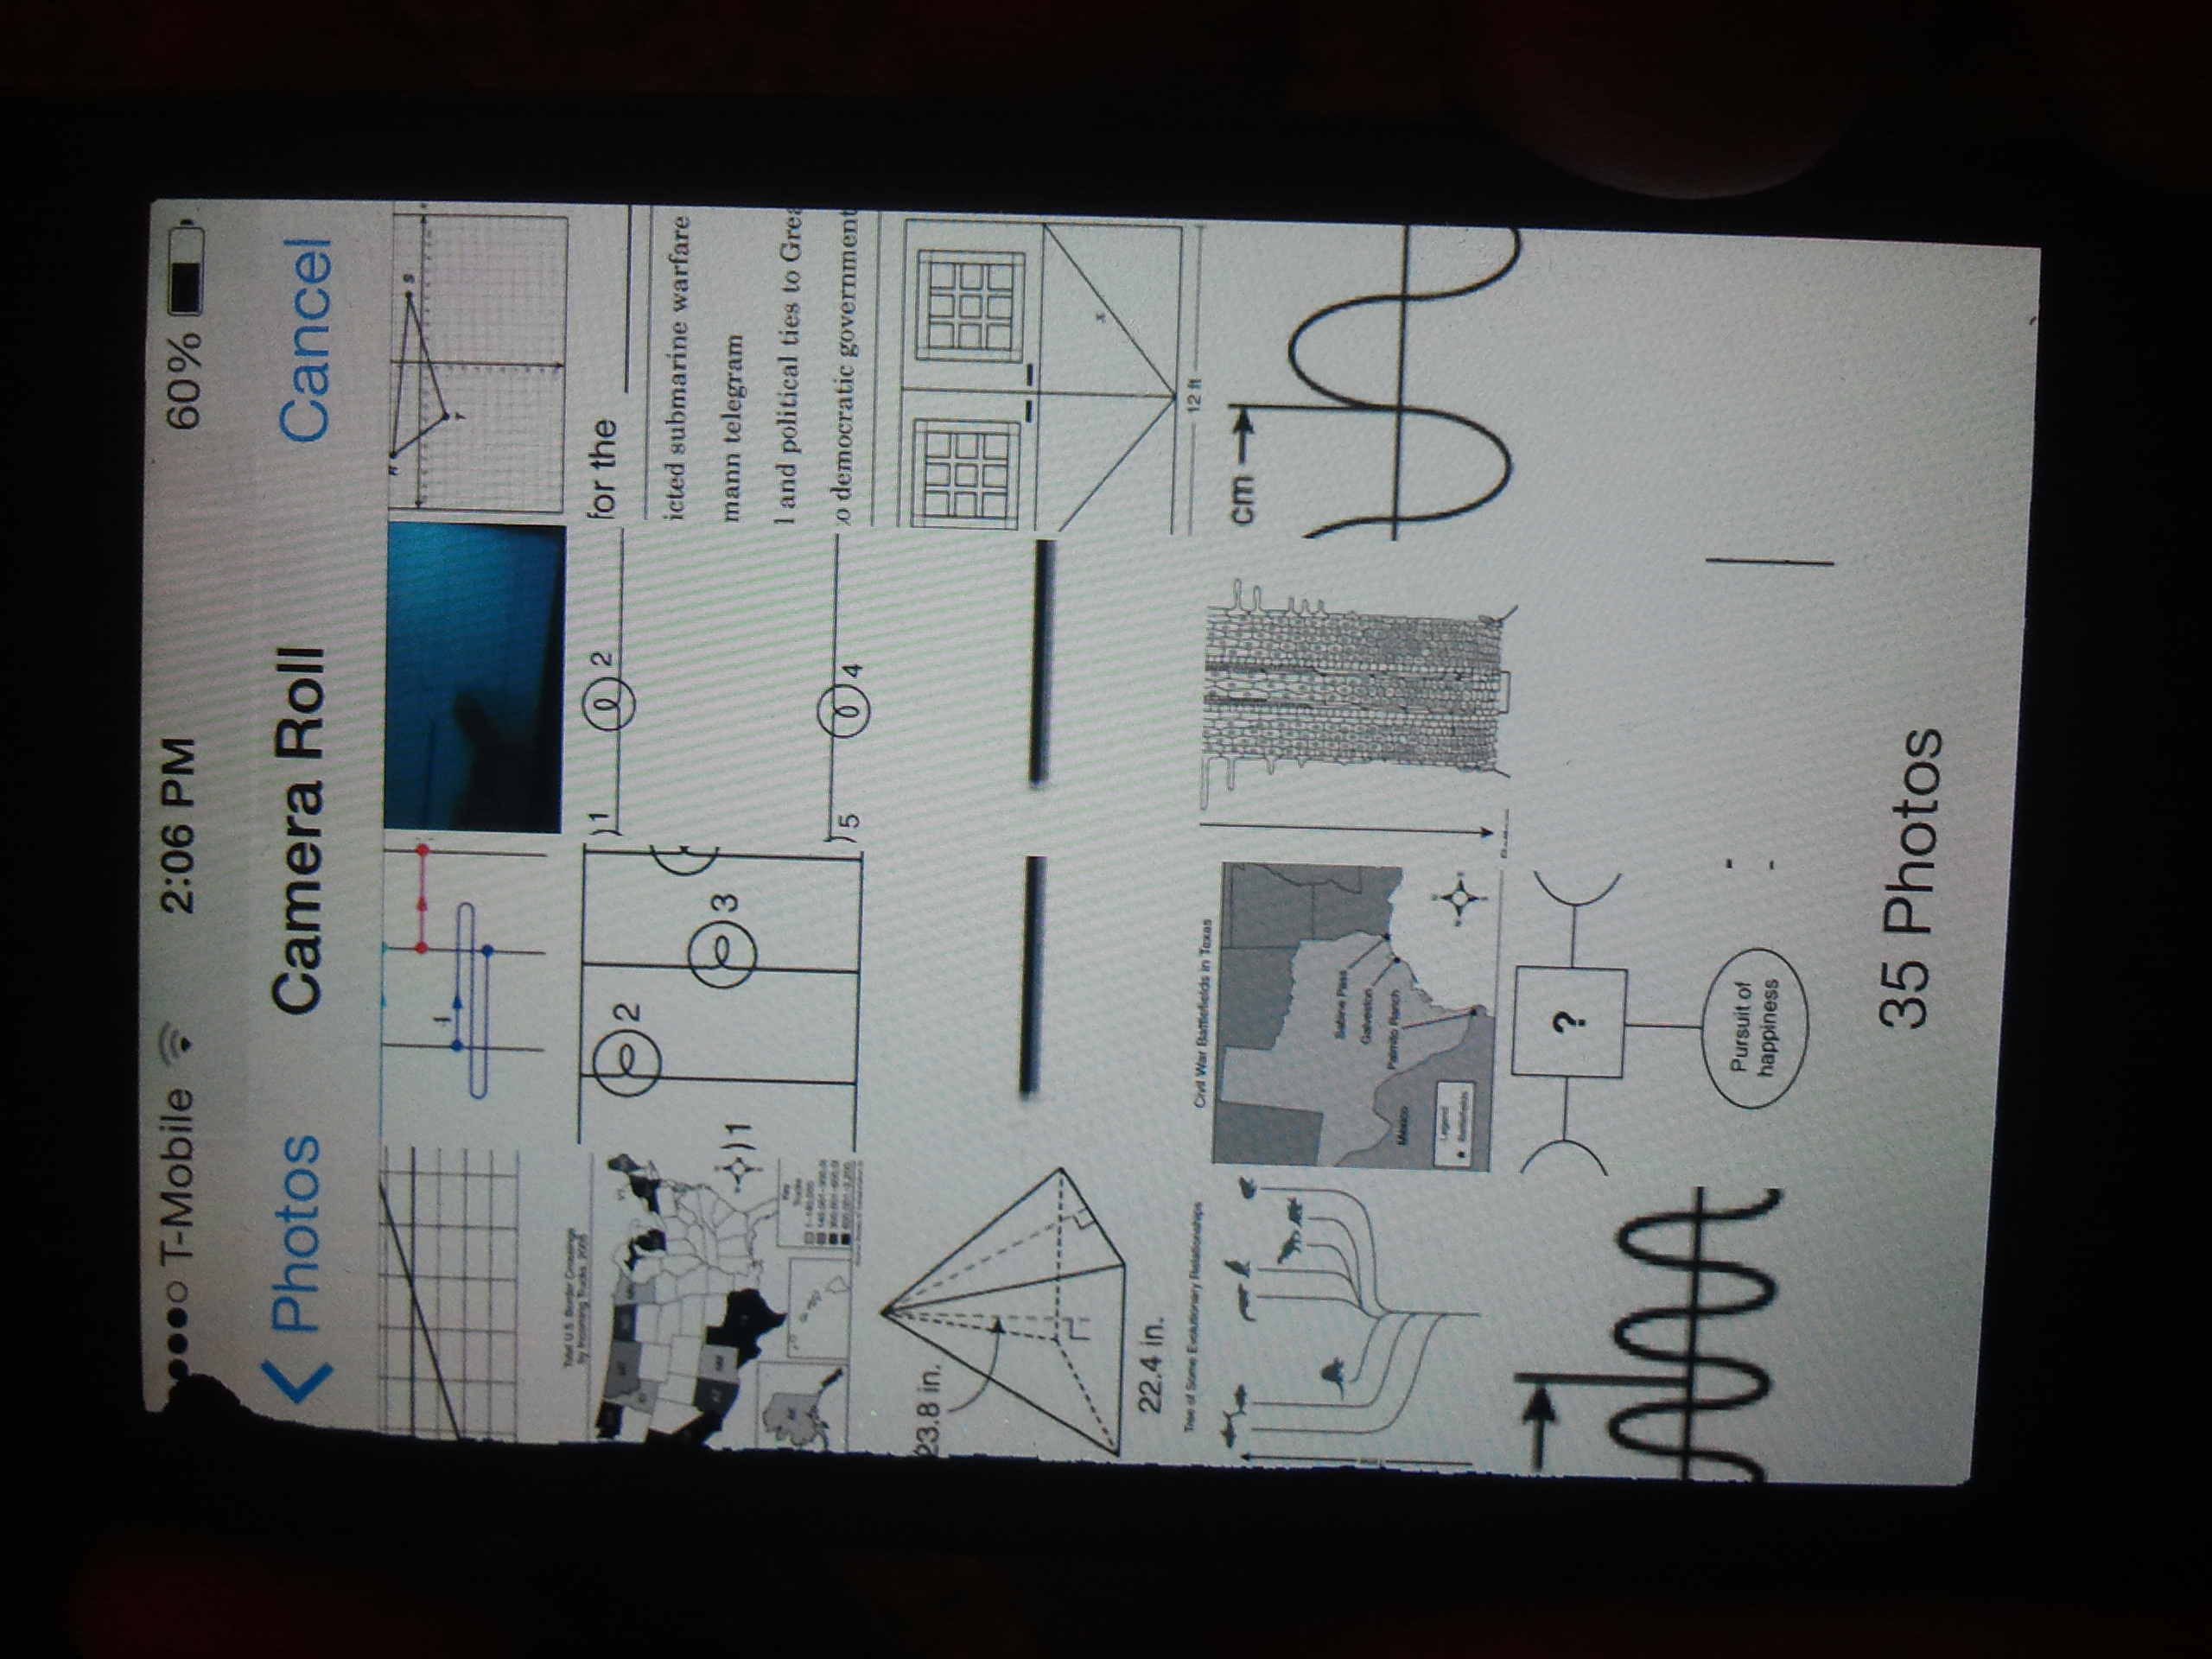 T-Mobile 2:06 PM 60%
Photos Camera Roll Cancel
4
S
T
Total U.S. Border Crossings
by Incoming Trucks, 2005
1
2
3
1 2
5 4
for the
icted submarine warfare
mann telegram
l and political ties to Grea
o democratic government
23.8 in.
22.4 in.
x
12 ft
Tree of Some Evolutionary Relationships
Civil War Battlefields in Texas
Sabine Pass
Galveston
Palmito Ranch
Mexico
Legend
Battlefields
cm
?
Pursuit of
happiness
35 Photos